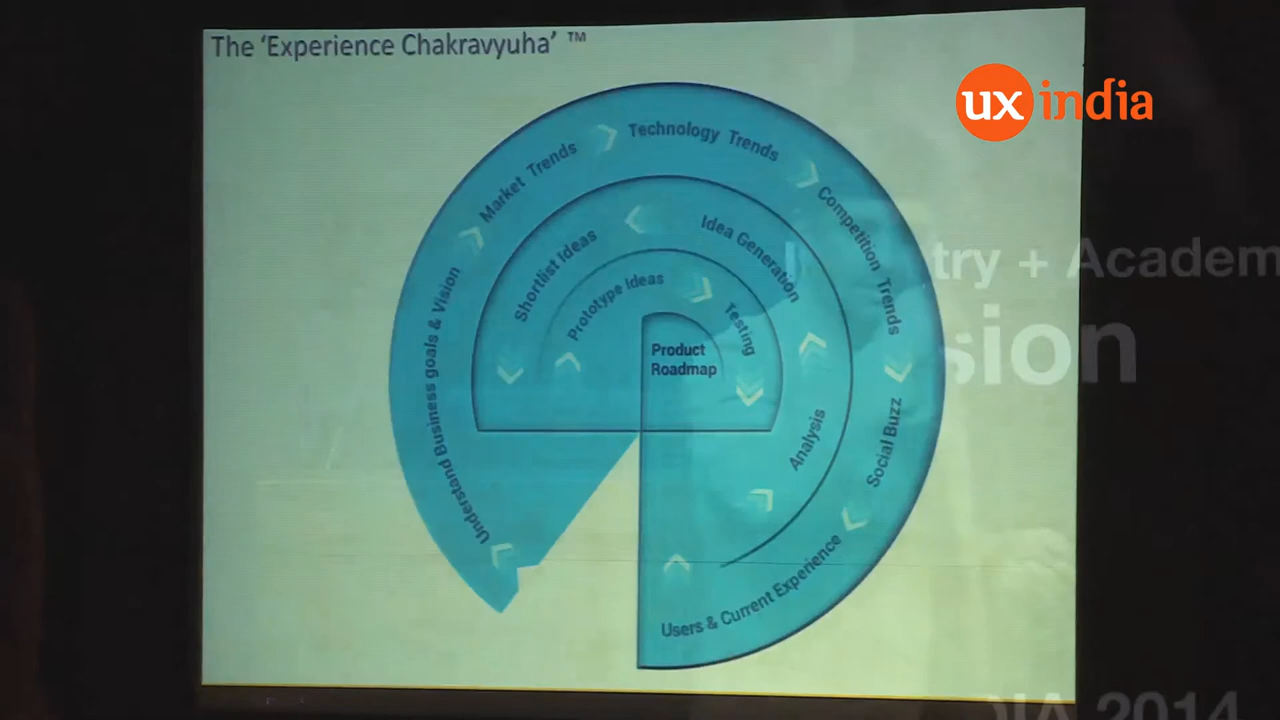 The ‘Experience Chakravyuha’ ™
ux india
Understand Business goals & Vision
Market Trends
Technology Trends
Competition Trends
Social Buzz
Users & Current Experience
Analysis
Idea Generation
Shortlist Ideas
Prototype Ideas
Testing
Product
Roadmap
2014